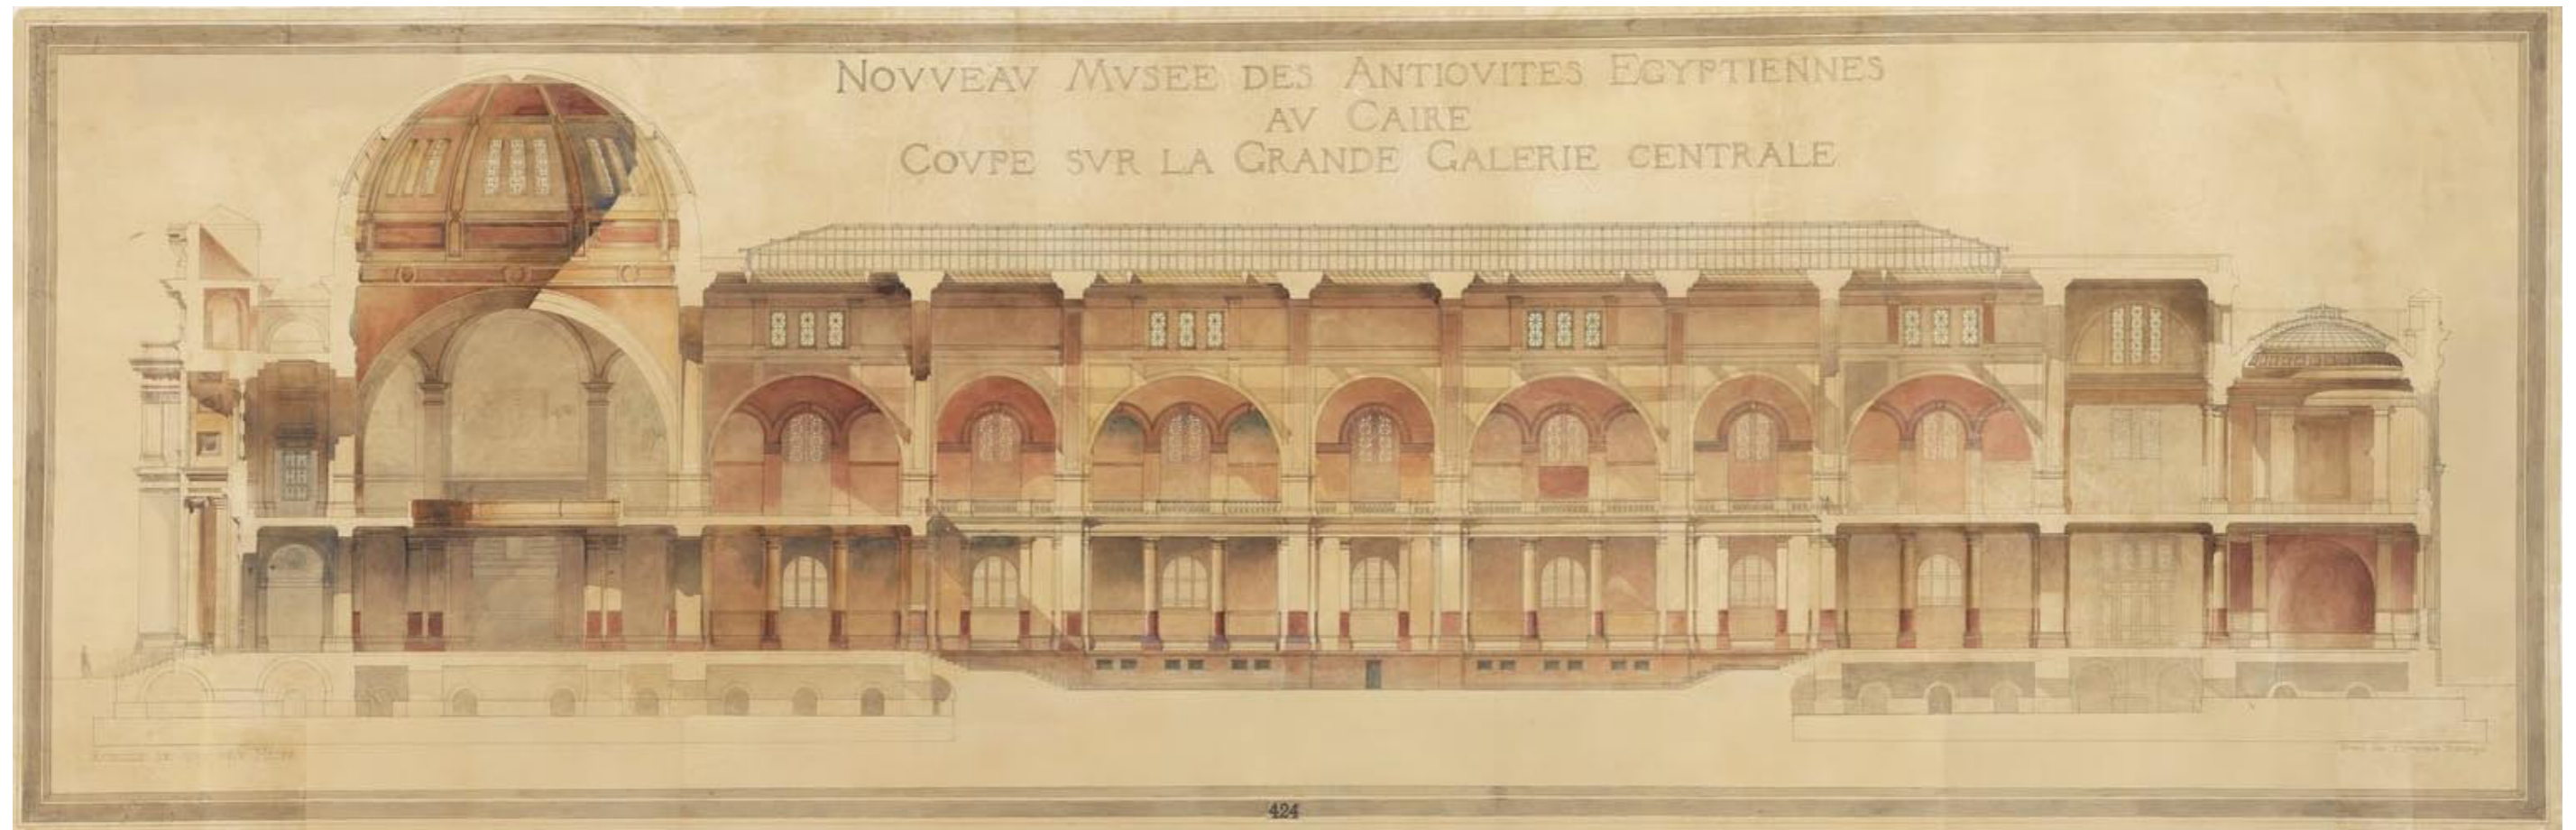 NOVVEAV MVSEE DES ANTIQVITES EGYPTIENNES
AV CAIRE
COVPE SVR LA GRANDE GALERIE CENTRALE
424